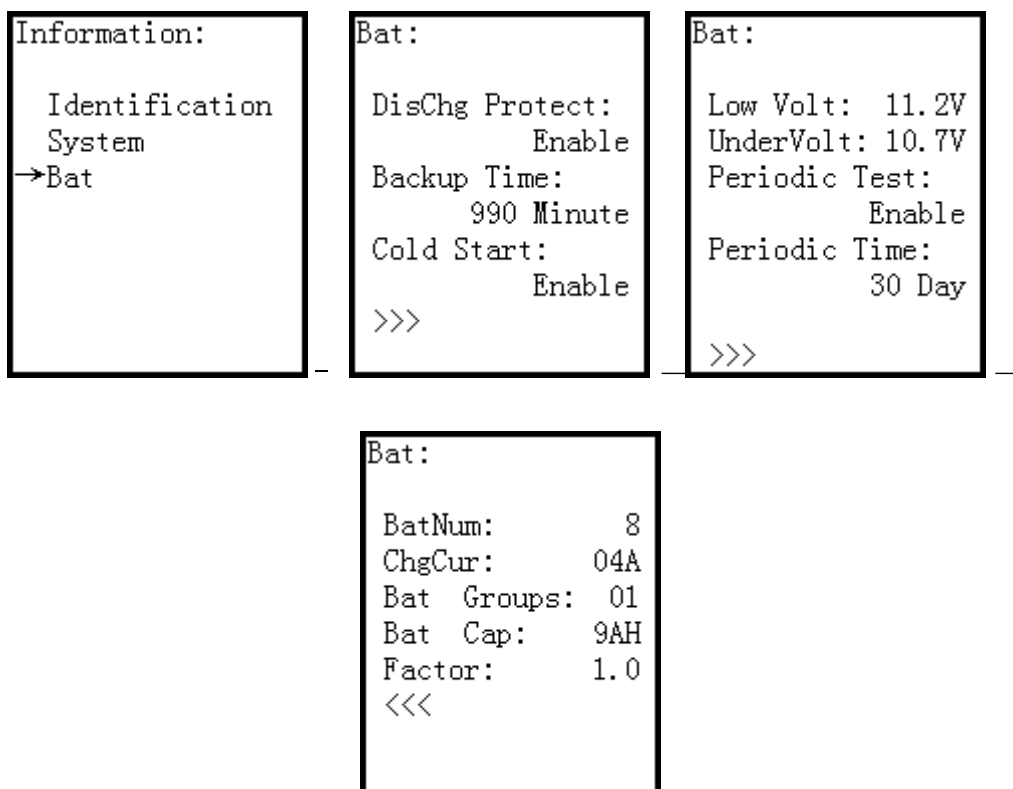 Information:
Identification
System
→Bat
Bat:
DisChg Protect:
Enable
Backup Time:
990 Minute
Cold Start:
Enable
>>>
Bat:
Low Volt: 11.2V
UnderVolt: 10.7V
Periodic Test:
Enable
Periodic Time:
30 Day
>>>
Bat:
BatNum: 8
ChgCur: 04A
Bat Groups: 01
Bat Cap: 9AH
Factor: 1.0
<<<